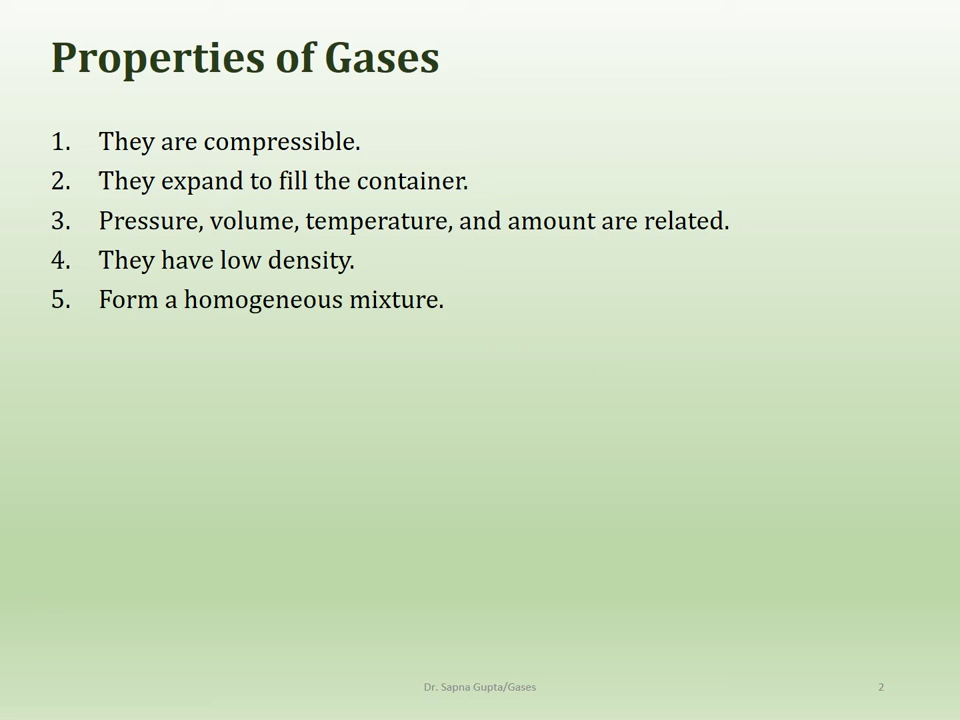 Properties of Gases
1. They are compressible.
2. They expand to fill the container.
3. Pressure, volume, temperature, and amount are related.
4. They have low density.
5. Form a homogeneous mixture.
Dr. Sapna Gupta/Gases 2